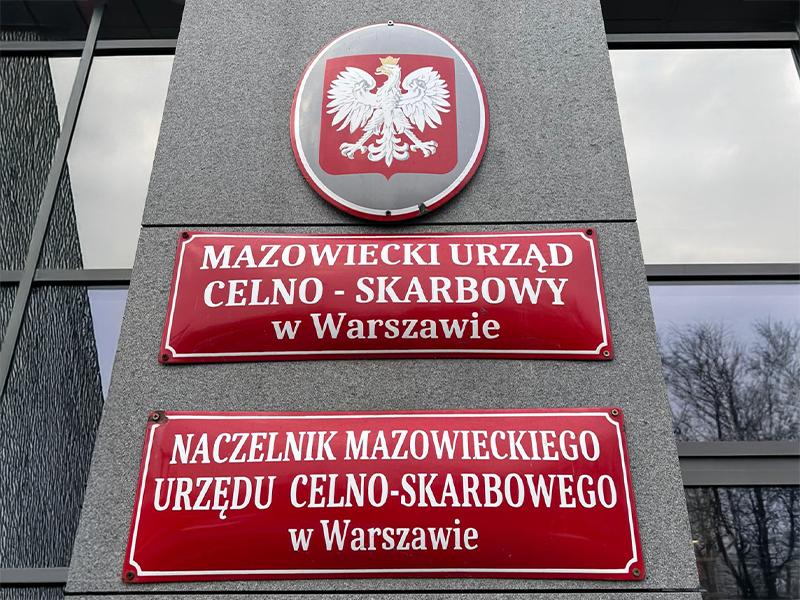 MAZOWIECKI URZĄD
CELNO - SKARBOWY
w Warszawie
NACZELNIK MAZOWIECKIEGO
URZĘDU CELNO-SKARBOWEGO
w Warszawie